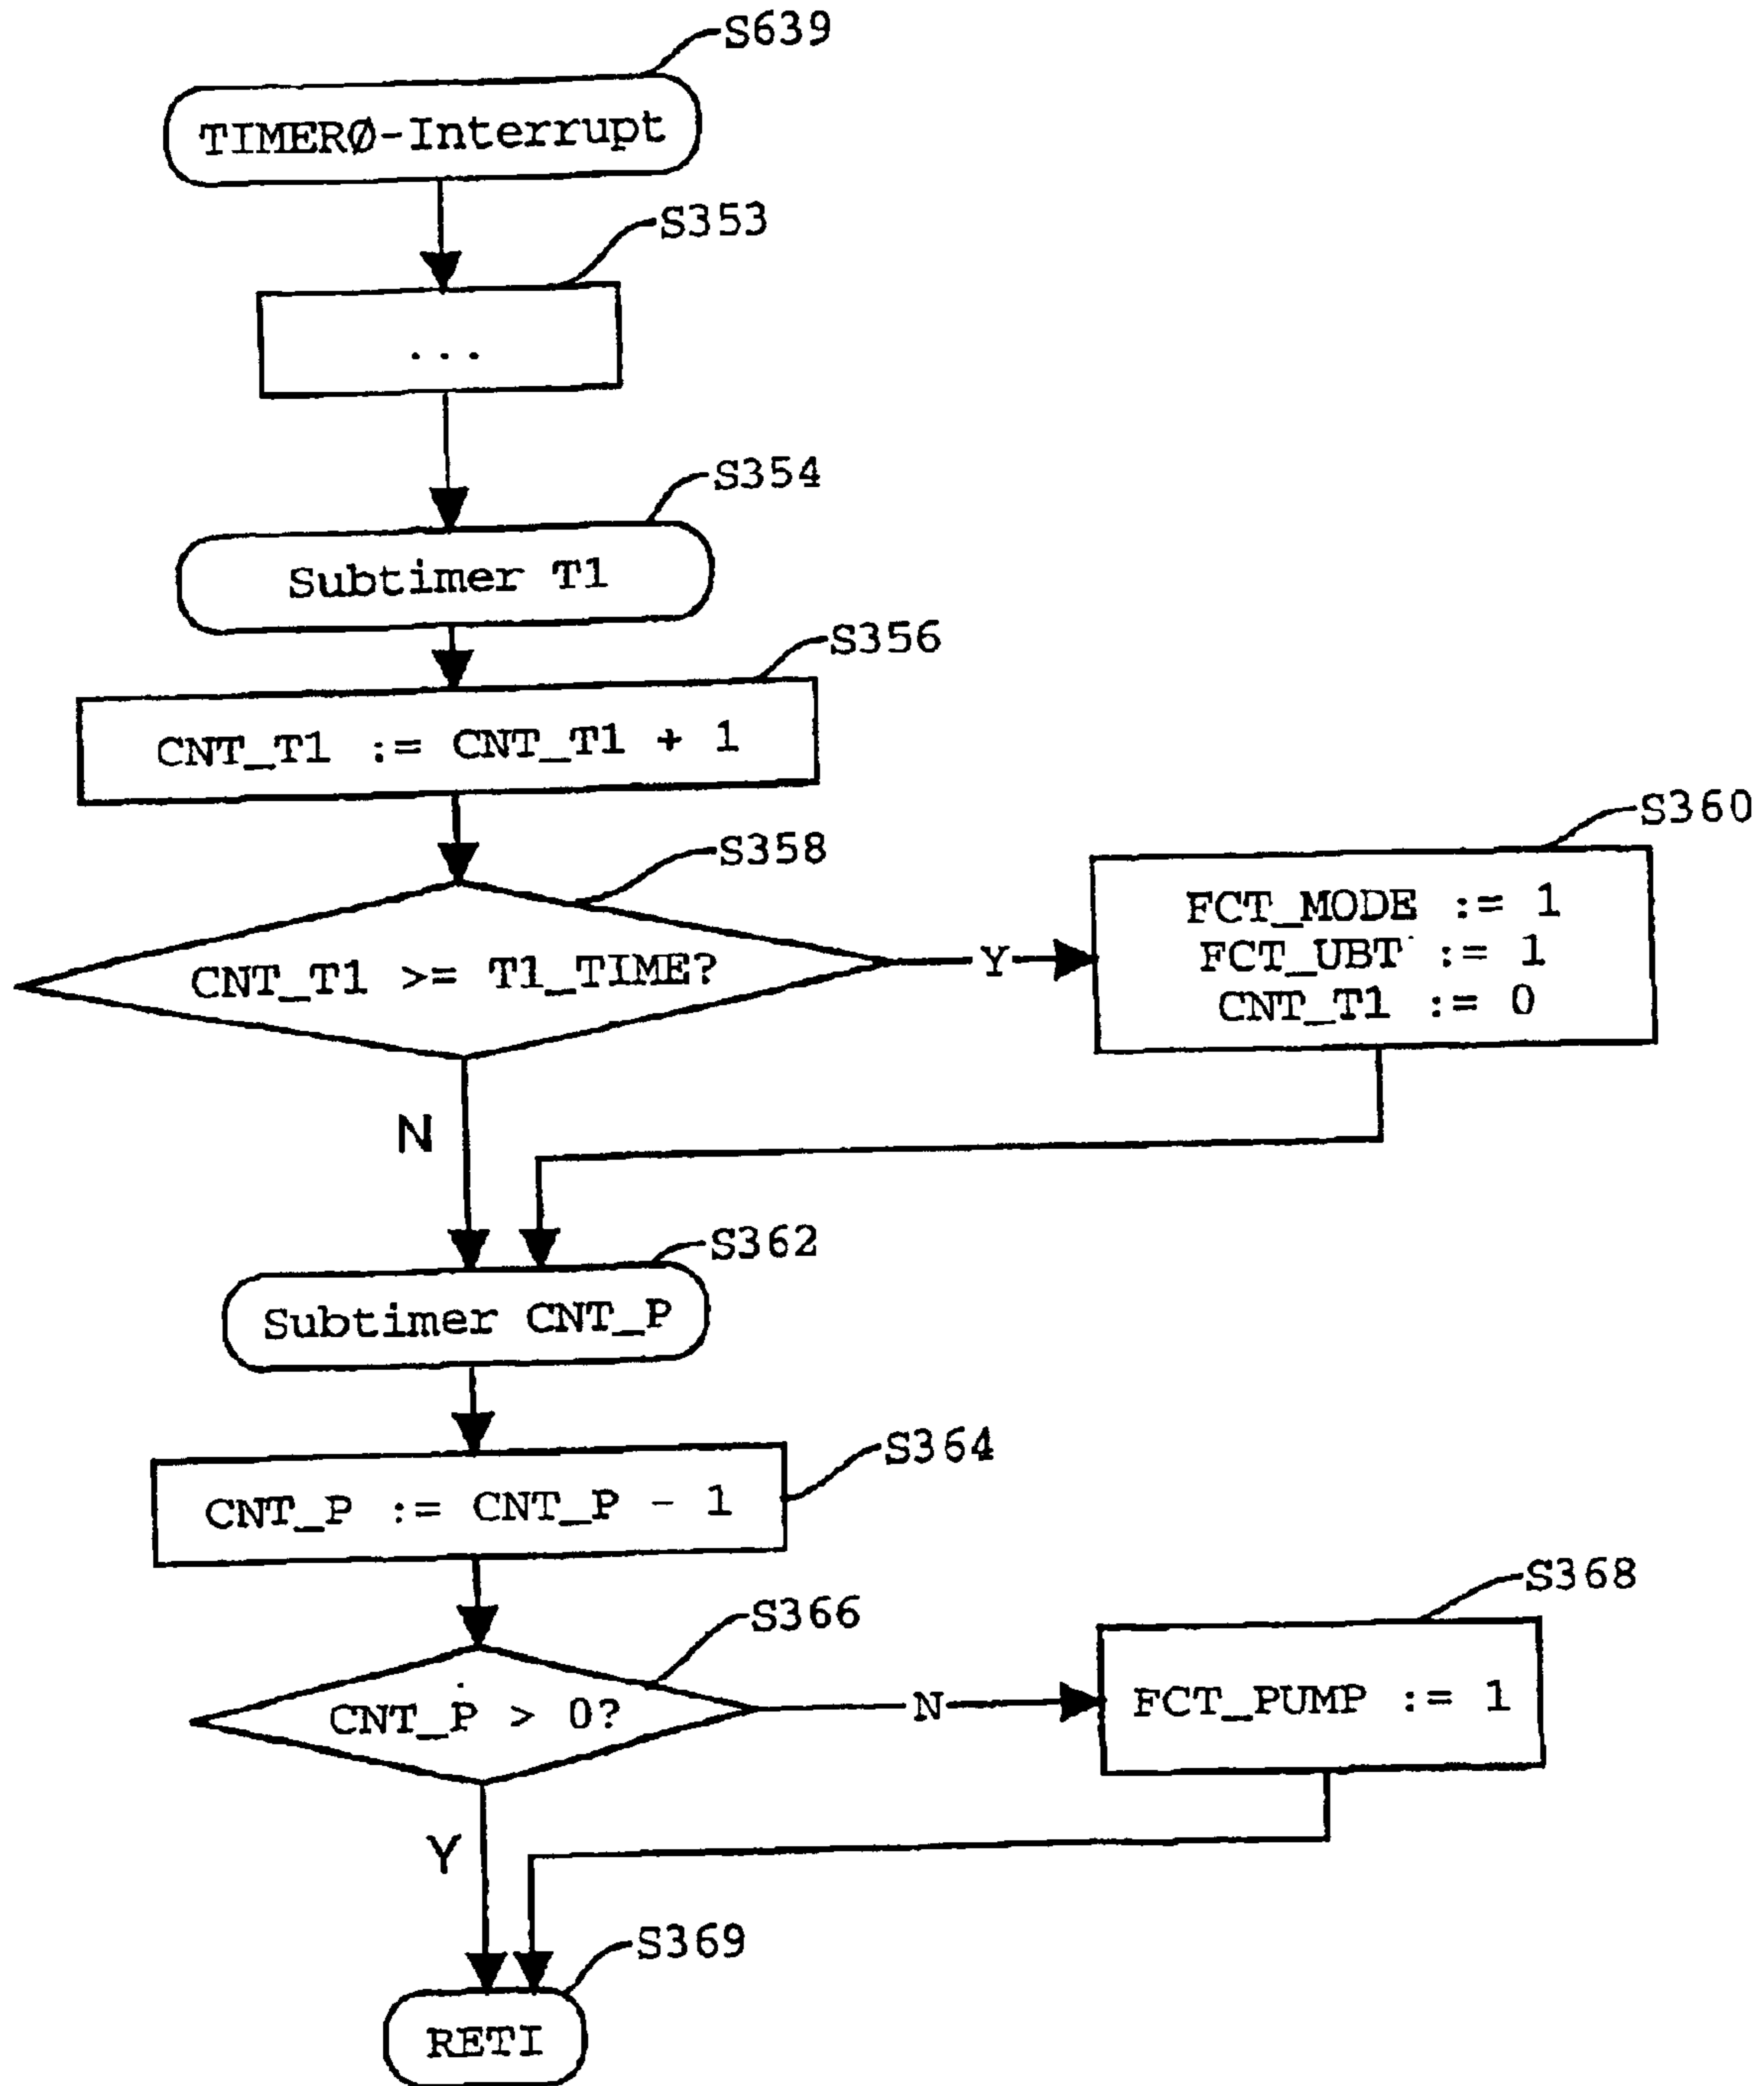 S639
TIMERØ-Interrupt
S353
...
S354
Subtimer T1
S356
CNT_T1 := CNT_T1 + 1
S358
CNT_T1 >= T1_TIME?
Y
S360
FCT_MODE := 1
FCT_UBT := 1
CNT_T1 := 0
N
S362
Subtimer CNT_P
S364
CNT_P := CNT_P - 1
S366
CNT_P > 0?
N
S368
FCT_PUMP := 1
Y
S369
RETI